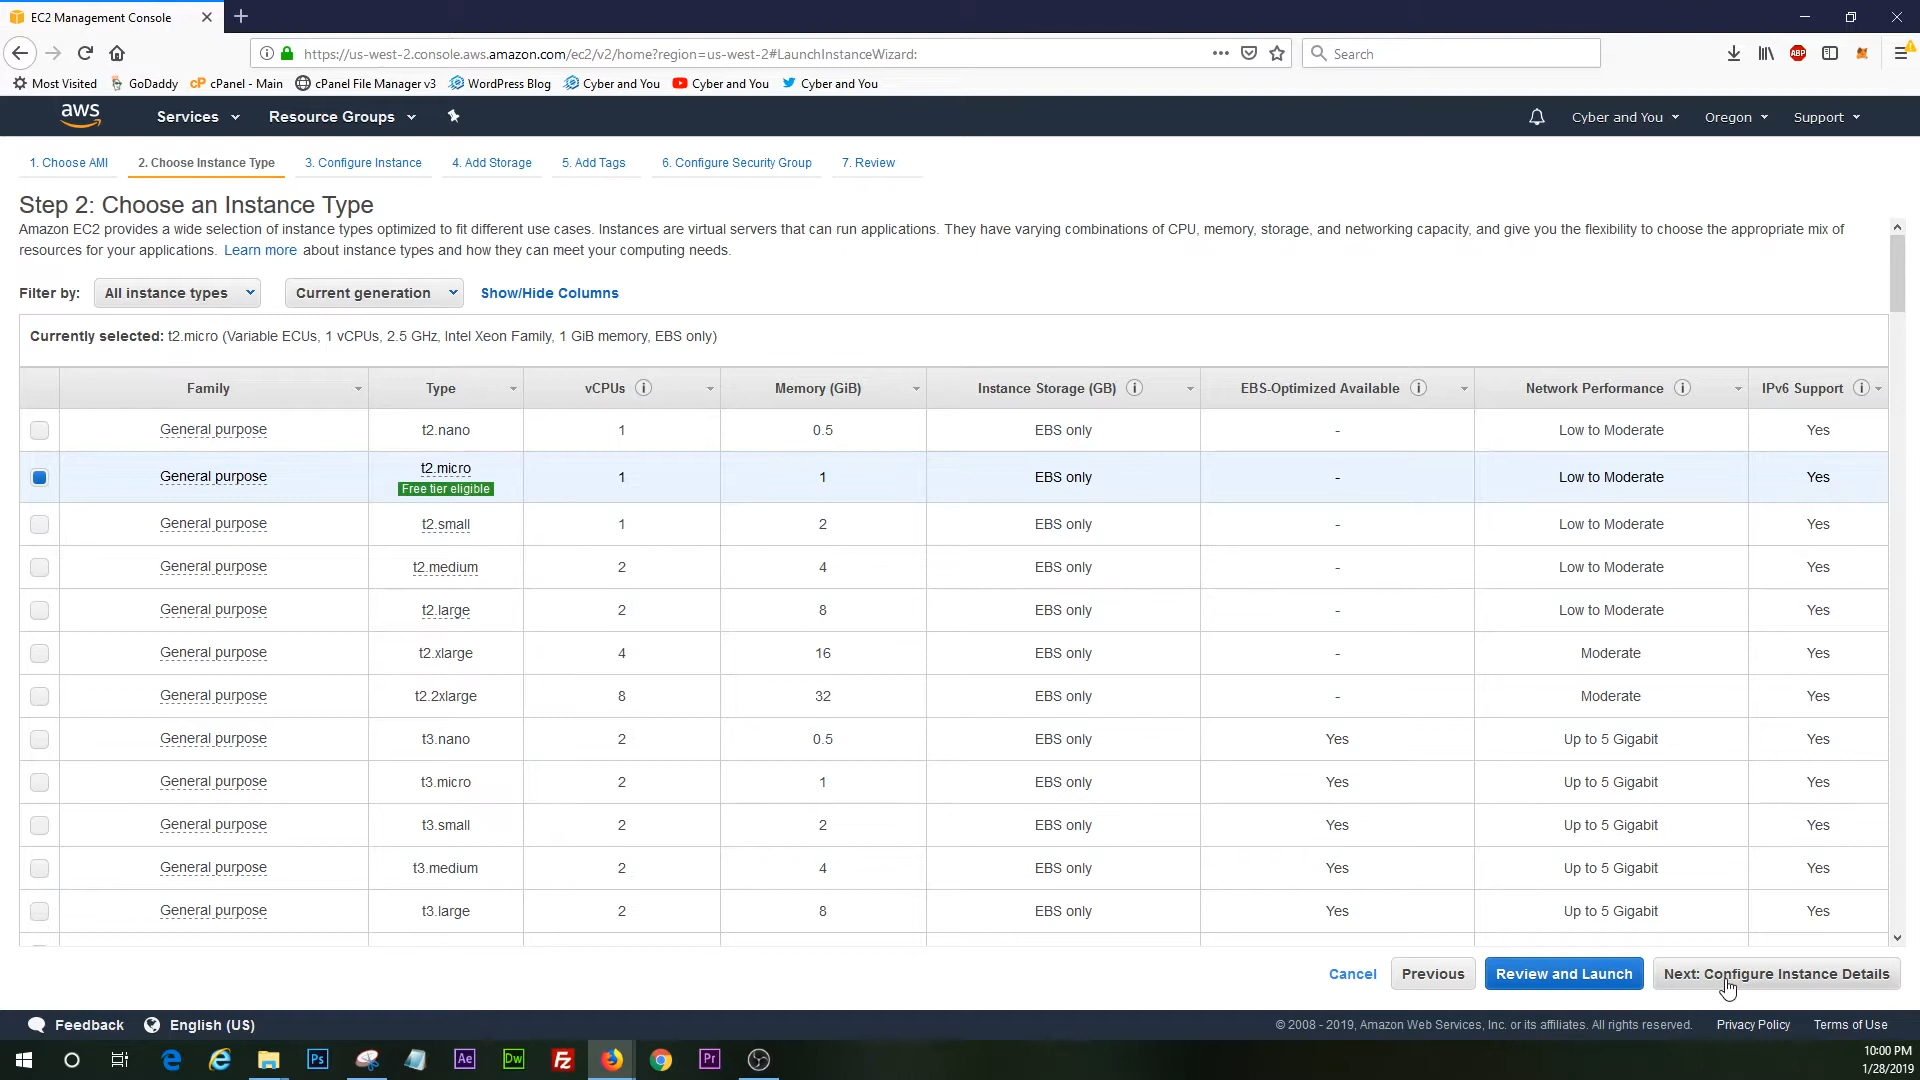 EC2 Management Console
https://us-west-2.console.aws.amazon.com/ec2/v2/home?region=us-west-2#LaunchInstanceWizard:
Search
Most Visited GoDaddy cPanel - Main cPanel File Manager v3 WordPress Blog Cyber and You Cyber and You Cyber and You
aws Services Resource Groups Cyber and You Oregon Support
1. Choose AMI 2. Choose Instance Type 3. Configure Instance 4. Add Storage 5. Add Tags 6. Configure Security Group 7. Review
Step 2: Choose an Instance Type
Amazon EC2 provides a wide selection of instance types optimized to fit different use cases. Instances are virtual servers that can run applications. They have varying combinations of CPU, memory, storage, and networking capacity, and give you the flexibility to choose the appropriate mix of
resources for your applications. Learn more about instance types and how they can meet your computing needs.
Filter by: All instance types Current generation Show/Hide Columns
Currently selected: t2.micro (Variable ECUs, 1 vCPUs, 2.5 GHz, Intel Xeon Family, 1 GiB memory, EBS only)
Family Type vCPUs Memory (GiB) Instance Storage (GB) EBS-Optimized Available Network Performance IPv6 Support
General purpose t2.nano 1 0.5 EBS only - Low to Moderate Yes
General purpose t2.micro 1 1 EBS only - Low to Moderate Yes
Free tier eligible
General purpose t2.small 1 2 EBS only - Low to Moderate Yes
General purpose t2.medium 2 4 EBS only - Low to Moderate Yes
General purpose t2.large 2 8 EBS only - Low to Moderate Yes
General purpose t2.xlarge 4 16 EBS only - Moderate Yes
General purpose t2.2xlarge 8 32 EBS only - Moderate Yes
General purpose t3.nano 2 0.5 EBS only Yes Up to 5 Gigabit Yes
General purpose t3.micro 2 1 EBS only Yes Up to 5 Gigabit Yes
General purpose t3.small 2 2 EBS only Yes Up to 5 Gigabit Yes
General purpose t3.medium 2 4 EBS only Yes Up to 5 Gigabit Yes
General purpose t3.large 2 8 EBS only Yes Up to 5 Gigabit Yes
Cancel Previous Review and Launch Next: Configure Instance Details
Feedback English (US) © 2008 - 2019, Amazon Web Services, Inc. or its affiliates. All rights reserved. Privacy Policy Terms of Use
Ps Ae Dw Fz Pr
10:00 PM
1/28/2019